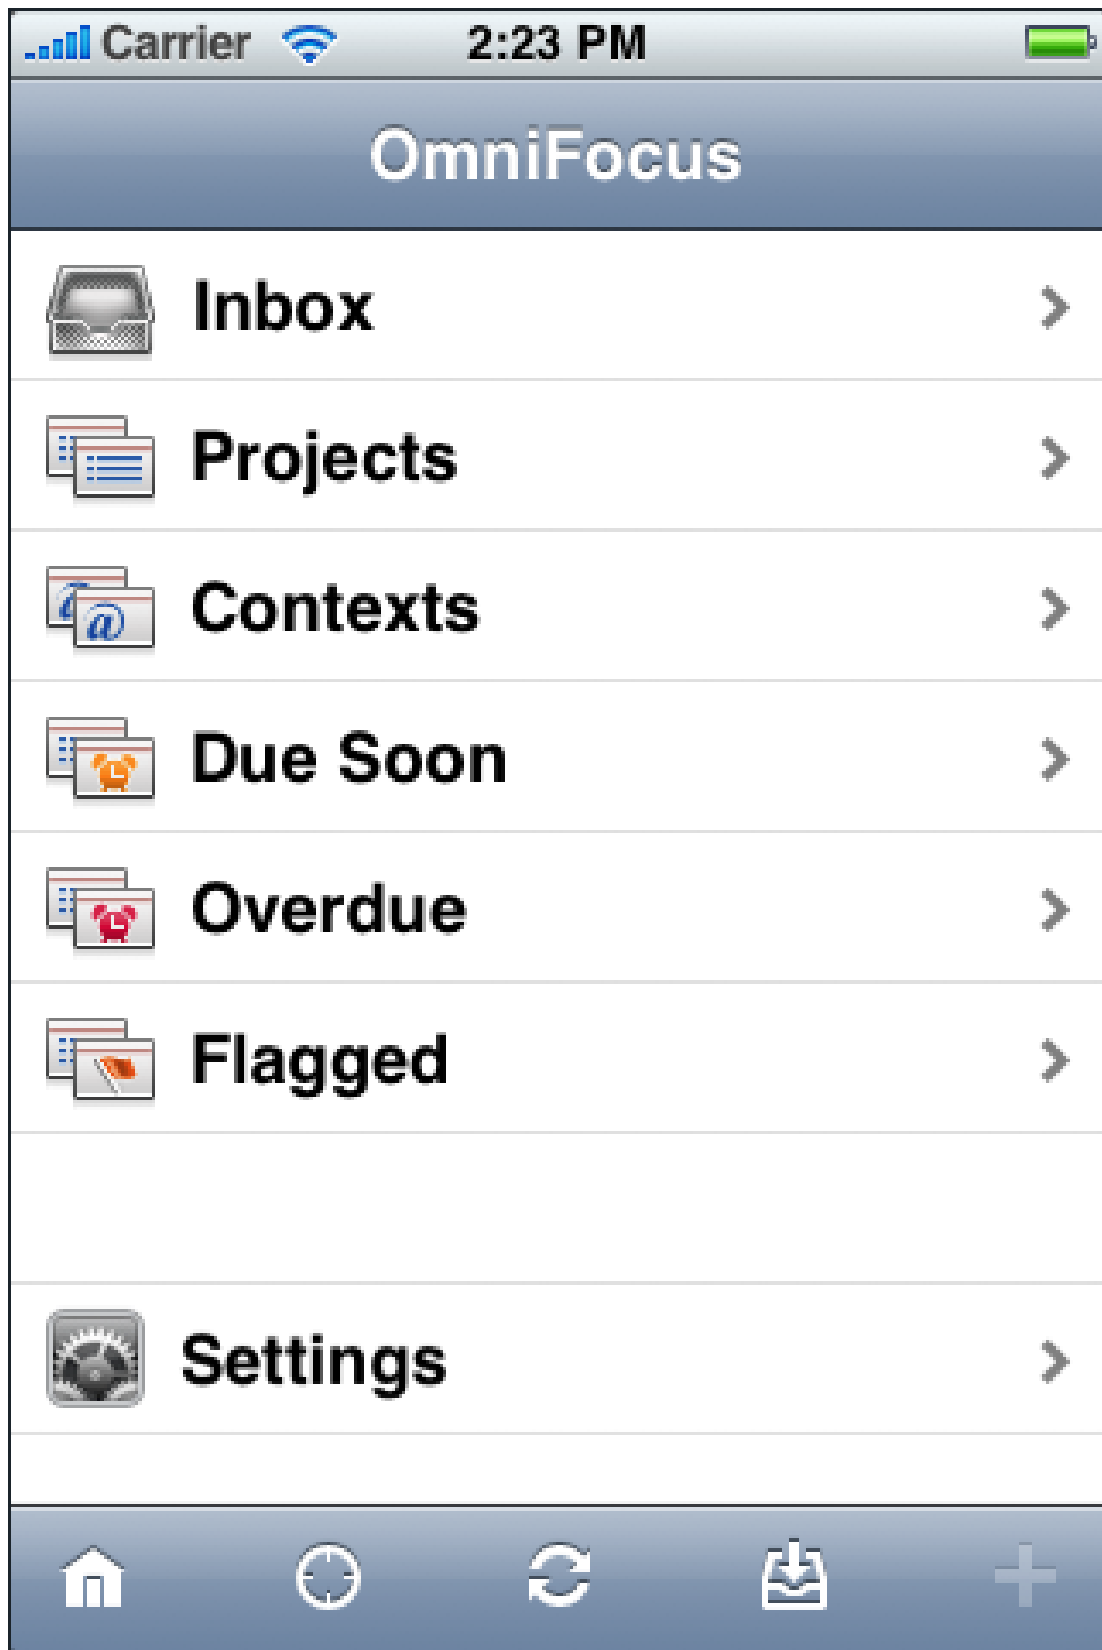 Carrier 2:23 PM
OmniFocus
Inbox
Projects
Contexts
Due Soon
Overdue
Flagged
Settings